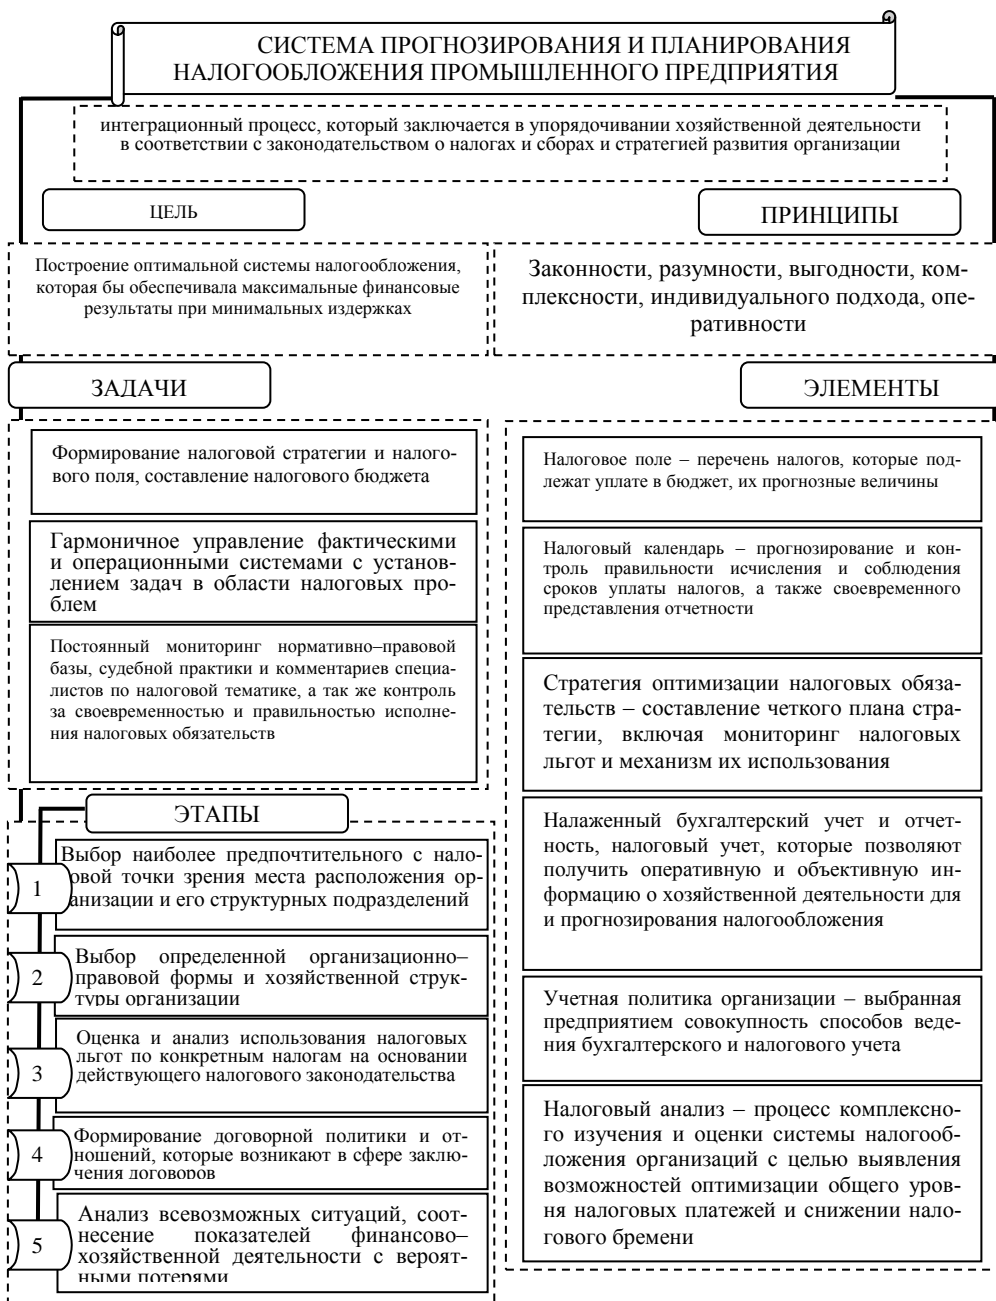 СИСТЕМА ПРОГНОЗИРОВАНИЯ И ПЛАНИРОВАНИЯ
НАЛОГООБЛОЖЕНИЯ ПРОМЫШЛЕННОГО ПРЕДПРИЯТИЯ
интеграционный процесс, который заключается в упорядочивании хозяйственной деятельности
в соответствии с законодательством о налогах и сборах и стратегией развития организации
ЦЕЛЬ
Построение оптимальной системы налогообложения,
которая бы обеспечивала максимальные финансовые
результаты при минимальных издержках
ПРИНЦИПЫ
Законности, разумности, выгодности, ком-
плексности, индивидуального подхода, опе-
ративности
ЗАДАЧИ
Формирование налоговой стратегии и налого-
вого поля, составление налогового бюджета
Гармоничное управление фактическими
и операционными системами с установ-
лением задач в области налоговых про-
блем
Постоянный мониторинг нормативно–правовой
базы, судебной практики и комментариев специа-
листов по налоговой тематике, а так же контроль
за своевременностью и правильностью исполне-
ния налоговых обязательств
ЭТАПЫ
1
Выбор наиболее предпочтительного с нало-
овой точки зрения места расположения ор-
анизации и его структурных подразделений
2
Выбор определенной организационно–
правовой формы и хозяйственной струк-
туры организации
3
Оценка и анализ использования налоговых
льгот по конкретным налогам на основании
действующего налогового законодательства
4
Формирование договорной политики и от-
ношений, которые возникают в сфере заклю-
чения договоров
5
Анализ всевозможных ситуаций, соот-
несение показателей финансово–
хозяйственной деятельности с вероят-
ными потерями
ЭЛЕМЕНТЫ
Налоговое поле – перечень налогов, которые под-
лежат уплате в бюджет, их прогнозные величины
Налоговый календарь – прогнозирование и кон-
троль правильности исчисления и соблюдения
сроков уплаты налогов, а также своевременного
представления отчетности
Стратегия оптимизации налоговых обяза-
тельств – составление четкого плана стра-
тегии, включая мониторинг налоговых
льгот и механизм их использования
Налаженный бухгалтерский учет и отчет-
ность, налоговый учет, которые позволяют
получить оперативную и объективную ин-
формацию о хозяйственной деятельности для
и прогнозирования налогообложения
Учетная политика организации – выбранная
предприятием совокупность способов веде-
ния бухгалтерского и налогового учета
Налоговый анализ – процесс комплексно-
го изучения и оценки системы налогооб-
ложения организаций с целью выявления
возможностей оптимизации общего уров-
ня налоговых платежей и снижении нало-
гового бремени